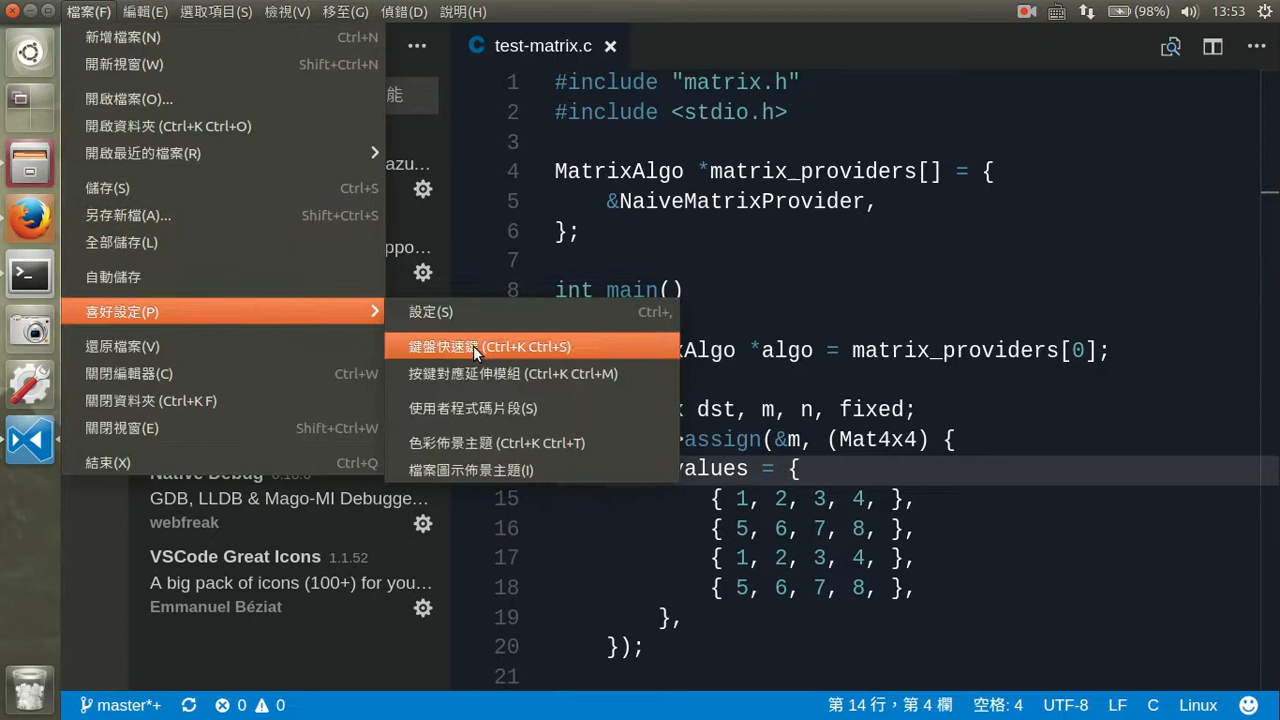 檔案(F) 編輯(E) 選取項目(S) 檢視(V) 移至(G) 偵錯(D) 說明(H) (98%) 13:53
新增檔案(N) Ctrl+N
開新視窗(W) Shift+Ctrl+N
開啟檔案(O)...
開啟資料夾 (Ctrl+K Ctrl+O)
開啟最近的檔案(R)
儲存(S) Ctrl+S
另存新檔(A)... Shift+Ctrl+S
全部儲存(L)
自動儲存
喜好設定(P)
還原檔案(V)
關閉編輯器(C) Ctrl+W
關閉資料夾 (Ctrl+K F)
關閉視窗(E) Shift+Ctrl+W
結束(X) Ctrl+Q
設定(S) Ctrl+,
鍵盤快速鍵 (Ctrl+K Ctrl+S)
按鍵對應延伸模組 (Ctrl+K Ctrl+M)
使用者程式碼片段(S)
色彩佈景主題 (Ctrl+K Ctrl+T)
檔案圖示佈景主題(I)
能
azu...
ppo...
GDB, LLDB & Mago-MI Debugge...
webfreak
VSCode Great Icons 1.1.52
A big pack of icons (100+) for you...
Emmanuel Béziat
test-matrix.c
1 #include "matrix.h"
2 #include <stdio.h>
3
4 MatrixAlgo *matrix_providers[] = {
5 &NaiveMatrixProvider,
6 };
7
8 int main()
xAlgo *algo = matrix_providers[0];
x dst, m, n, fixed;
assign(&m, (Mat4x4) {
values = {
15 { 1, 2, 3, 4, },
16 { 5, 6, 7, 8, },
17 { 1, 2, 3, 4, },
18 { 5, 6, 7, 8, },
19 },
20 });
21
master*+ 0 0 第 14 行，第 4 欄 空格: 4 UTF-8 LF C Linux